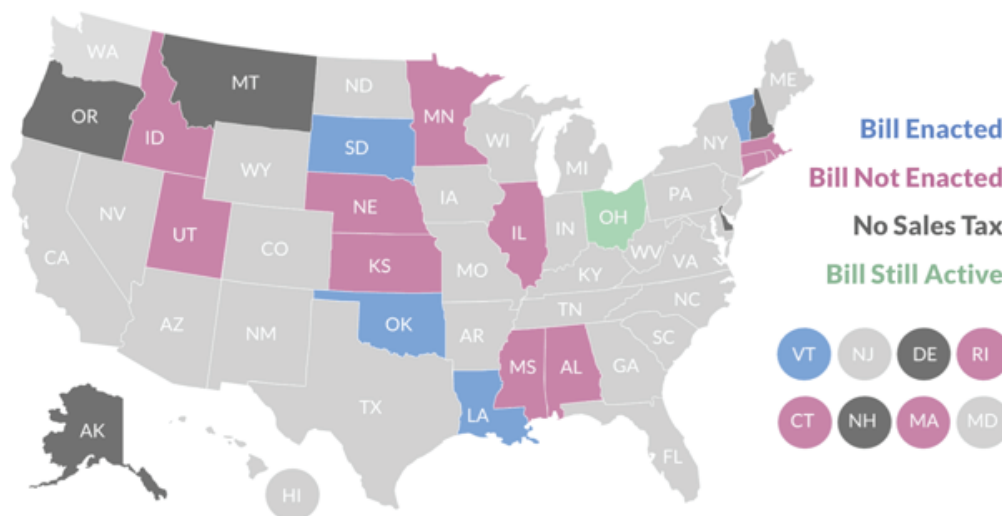 WA
MT
ND
MN
ME
OR
ID
SD
WI
NY
Bill Enacted
WY
MI
Bill Not Enacted
IA
PA
NE
NV
UT
IL
IN
OH
No Sales Tax
CO
CA
KS
MO
WV
VA
KY
Bill Still Active
NC
TN
AZ
NM
OK
AR
SC
VT
NJ
DE
RI
MS
AL
GA
TX
LA
CT
NH
MA
MD
AK
FL
HI